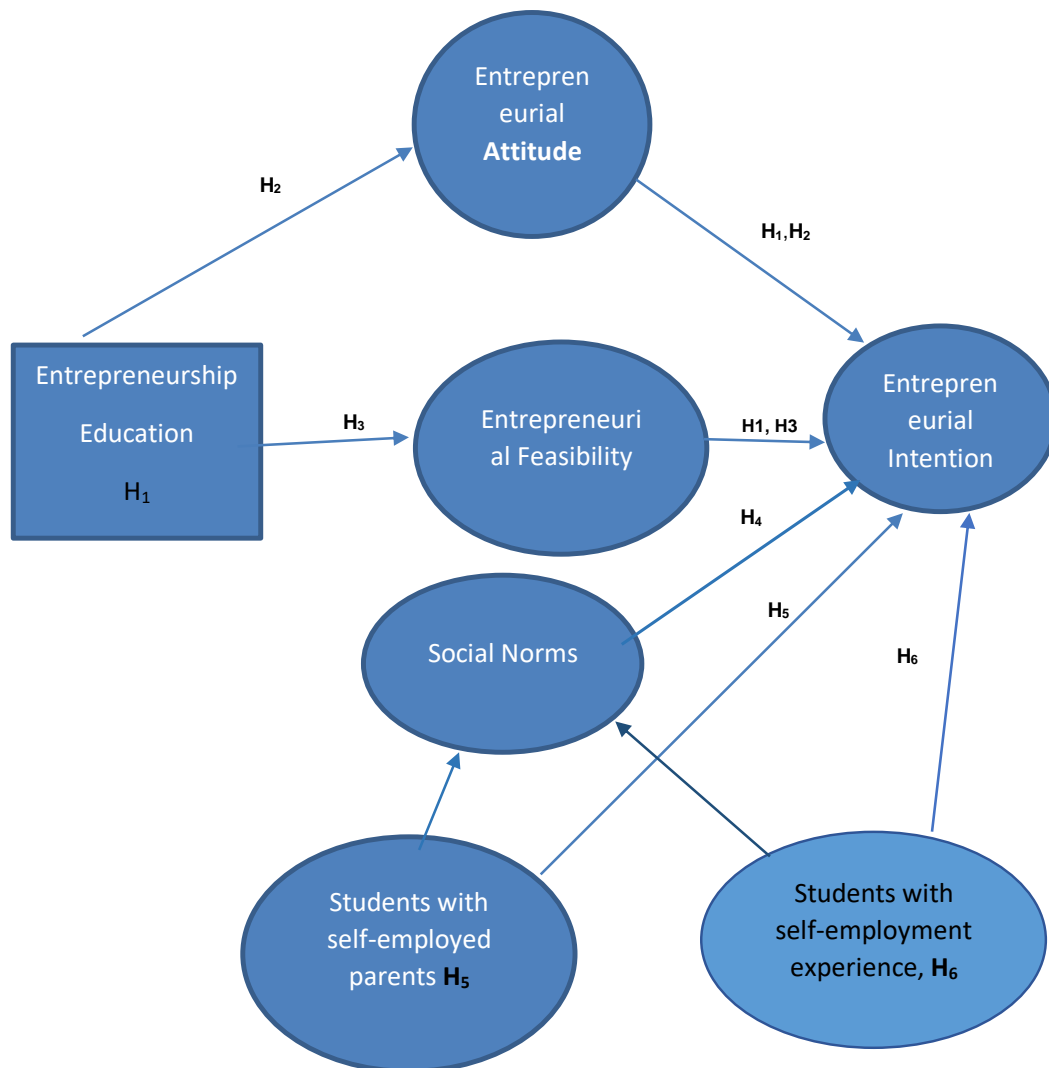 Entrepren
eurial
Attitude
H₂
H₁,H₂
Entrepreneurship
Education
H₁
H₃
Entrepreneuri
al Feasibility
H1, H3
Entrepren
eurial
Intention
H₄
Social Norms
H₅
H₆
Students with
self-employed
parents H₅
Students with
self-employment
experience, H₆